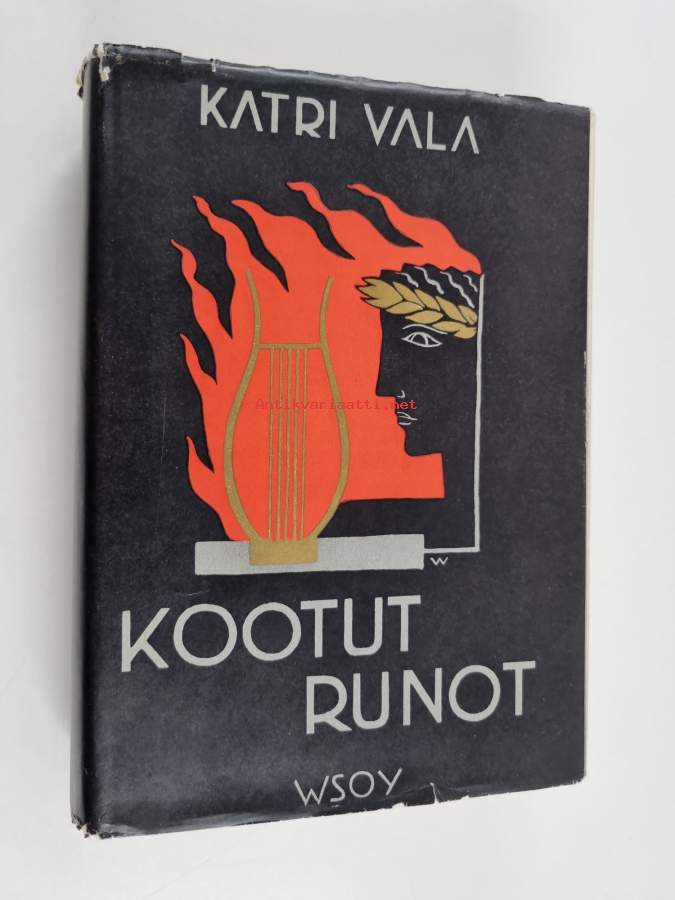 KATRI VALA
Antikvariaatti.net
W
KOOTUT
RUNOT
WSOY